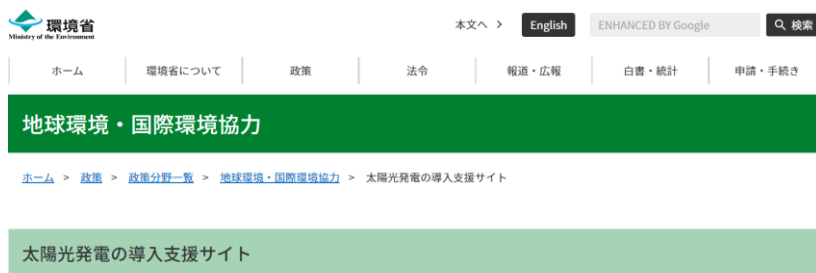 環境省
Ministry of the Environment
本文へ >
English
ENHANCED BY Google
検索
ホーム
環境省について
政策
法令
報道・広報
白書・統計
申請・手続き
地球環境・国際環境協力
ホーム > 政策 > 政策分野一覧 > 地球環境・国際環境協力 > 太陽光発電の導入支援サイト
太陽光発電の導入支援サイト